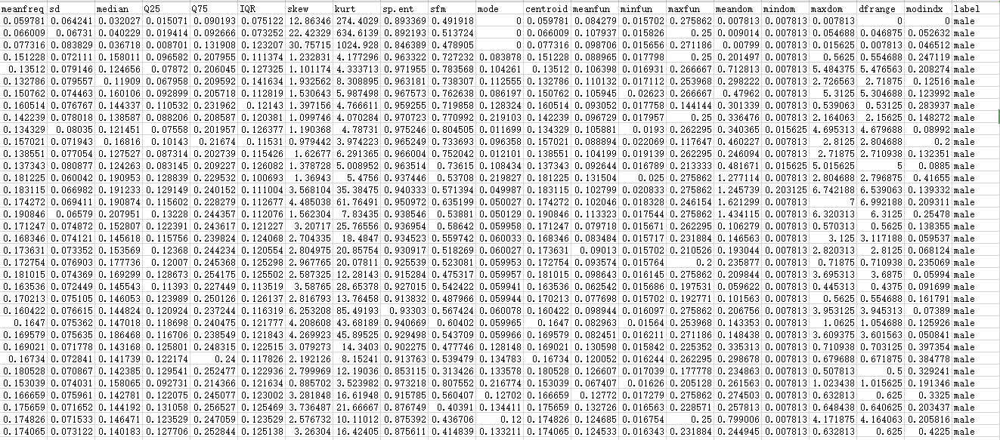 meanfreq sd median Q25 Q75 IQR skew kurt sp.ent sfm mode centroid meanfun minfun maxfun meandom mindom maxdom dfrange modindx label
0.059781 0.064241 0.032027 0.015071 0.090193 0.075122 12.86346 274.4029 0.893369 0.491918 0 0.059781 0.084279 0.015702 0.275862 0.007813 0.007813 0.007813 0 0 male
0.066009 0.06731 0.040229 0.019414 0.092666 0.073252 22.42329 634.6139 0.892193 0.513724 0 0.066009 0.107937 0.015826 0.25 0.009014 0.007813 0.054688 0.046875 0.052632 male
0.077316 0.083829 0.036718 0.008701 0.131908 0.123207 30.75715 1024.928 0.846389 0.478905 0 0.077316 0.098706 0.015656 0.271186 0.00799 0.007813 0.015625 0.007813 0.046512 male
0.151228 0.072111 0.158011 0.096582 0.207955 0.111374 1.232831 4.177296 0.963322 0.727232 0.083878 0.151228 0.088965 0.017798 0.25 0.201497 0.007813 0.5625 0.554688 0.247119 male
0.13512 0.079146 0.124656 0.07872 0.206045 0.127325 1.101174 4.333713 0.971955 0.783568 0.104261 0.13512 0.106398 0.016931 0.266667 0.712813 0.007813 5.484375 5.476563 0.208274 male
0.132786 0.079557 0.11909 0.067958 0.209592 0.141634 1.932562 8.308895 0.963181 0.738307 0.112555 0.132786 0.110132 0.017112 0.253968 0.298222 0.007813 2.726563 2.71875 0.12516 male
0.150762 0.074463 0.160106 0.092899 0.205718 0.112819 1.530643 5.987498 0.967573 0.762638 0.086197 0.150762 0.105945 0.02623 0.266667 0.47962 0.007813 5.3125 5.304688 0.123992 male
0.160514 0.076767 0.144337 0.110532 0.231962 0.12143 1.397156 4.766611 0.959255 0.719858 0.128324 0.160514 0.093052 0.017758 0.144144 0.301339 0.007813 0.539063 0.53125 0.283937 male
0.142239 0.078018 0.138587 0.088206 0.208587 0.120381 1.099746 4.070284 0.970723 0.770992 0.219103 0.142239 0.096729 0.017957 0.25 0.336476 0.007813 2.164063 2.15625 0.148272 male
0.134329 0.08035 0.121451 0.07558 0.201957 0.126377 1.190368 4.78731 0.975246 0.804505 0.011699 0.134329 0.105881 0.0193 0.262295 0.340365 0.015625 4.695313 4.679688 0.08992 male
0.157021 0.071943 0.16816 0.10143 0.21674 0.11531 0.979442 3.974223 0.965249 0.733693 0.096358 0.157021 0.088894 0.022069 0.117647 0.460227 0.007813 2.8125 2.804688 0.2 male
0.138551 0.077054 0.127527 0.087314 0.202739 0.115426 1.62677 6.291365 0.966004 0.752042 0.012101 0.138551 0.104199 0.019139 0.262295 0.246094 0.007813 2.71875 2.710938 0.132351 male
0.137343 0.080877 0.124263 0.083145 0.209227 0.126082 1.378728 5.008952 0.963514 0.73615 0.108434 0.137343 0.092644 0.016789 0.213333 0.481671 0.015625 5.015625 5 0.0885 male
0.181225 0.060042 0.190953 0.128839 0.229532 0.100693 1.36943 5.4756 0.937446 0.53708 0.219827 0.181225 0.131504 0.025 0.275862 1.277114 0.007813 2.804688 2.796875 0.41655 male
0.183115 0.066982 0.191233 0.129149 0.240152 0.111004 3.568104 35.38475 0.940333 0.571394 0.049987 0.183115 0.102799 0.020833 0.275862 1.245739 0.203125 6.742188 6.539063 0.139332 male
0.174272 0.069411 0.190874 0.115602 0.228279 0.112677 4.485038 61.76491 0.950972 0.635199 0.050027 0.174272 0.102046 0.018328 0.246154 1.621299 0.007813 7 6.992188 0.209311 male
0.190846 0.06579 0.207951 0.13228 0.244357 0.112076 1.562304 7.83435 0.938546 0.53881 0.050129 0.190846 0.113323 0.017544 0.275862 1.434115 0.007813 6.320313 6.3125 0.25478 male
0.171247 0.074872 0.152807 0.122391 0.243617 0.121227 3.20717 25.76556 0.936954 0.58642 0.059958 0.171247 0.079718 0.015671 0.262295 0.106279 0.007813 0.570313 0.5625 0.138355 male
0.168346 0.074121 0.145618 0.115756 0.239824 0.124068 2.704335 18.4847 0.934523 0.559742 0.060033 0.168346 0.083484 0.015717 0.231884 0.146563 0.007813 3.125 3.117188 0.059537 male
0.173631 0.073352 0.153569 0.12368 0.244234 0.120554 2.804975 20.85754 0.930917 0.518269 0.060027 0.173631 0.09013 0.015702 0.210526 0.193044 0.007813 2.820313 2.8125 0.068124 male
0.172754 0.076903 0.177736 0.12007 0.245368 0.125298 2.967765 20.07811 0.925539 0.523081 0.059953 0.172754 0.093574 0.015764 0.2 0.235877 0.007813 0.71875 0.710938 0.235069 male
0.181015 0.074369 0.169299 0.128673 0.254175 0.125502 2.587325 12.28143 0.915284 0.475317 0.059957 0.181015 0.098643 0.016145 0.275862 0.209844 0.007813 3.695313 3.6875 0.05994 male
0.163536 0.072449 0.145543 0.11393 0.227449 0.113519 3.58765 28.65378 0.927015 0.542422 0.059941 0.163536 0.062542 0.015686 0.197531 0.059622 0.007813 0.445313 0.4375 0.091699 male
0.170213 0.075105 0.146053 0.123989 0.250126 0.126137 2.816793 13.76458 0.913832 0.487966 0.059944 0.170213 0.077698 0.015702 0.192771 0.101563 0.007813 0.5625 0.554688 0.161791 male
0.160422 0.076615 0.144824 0.120924 0.237244 0.116319 6.253208 85.49193 0.93303 0.567424 0.060078 0.160422 0.098944 0.016097 0.275862 0.206756 0.007813 3.953125 3.945313 0.07389 male
0.1647 0.075362 0.147018 0.118698 0.240475 0.121777 4.208608 43.68189 0.940669 0.60402 0.059965 0.1647 0.082963 0.01564 0.253968 0.143353 0.007813 1.0625 1.054688 0.125926 male
0.169579 0.075635 0.186468 0.116706 0.238549 0.121843 4.269923 45.89525 0.929498 0.543709 0.059966 0.169579 0.082451 0.016211 0.271186 0.148438 0.007813 3.609375 3.601563 0.050841 male
0.169021 0.071778 0.143168 0.125801 0.248315 0.122515 3.079273 14.3403 0.902275 0.477746 0.128148 0.169021 0.130598 0.015842 0.225352 0.335313 0.007813 0.710938 0.703125 0.397354 male
0.16734 0.072841 0.141739 0.122174 0.24 0.117826 2.192126 8.15241 0.913763 0.539479 0.134783 0.16734 0.120052 0.016244 0.262295 0.298678 0.007813 0.679688 0.671875 0.384778 male
0.180528 0.070867 0.142385 0.129541 0.252477 0.122936 2.799969 12.19036 0.853115 0.313426 0.133578 0.180528 0.126607 0.017039 0.177778 0.234863 0.007813 0.507813 0.5 0.329241 male
0.153039 0.074031 0.158065 0.092731 0.214366 0.121634 0.885702 3.523982 0.973218 0.807552 0.216774 0.153039 0.067407 0.01626 0.205128 0.261563 0.007813 1.023438 1.015625 0.191346 male
0.166659 0.075961 0.142781 0.122075 0.245077 0.123002 3.281848 16.61948 0.915781 0.560407 0.12702 0.166659 0.12772 0.017279 0.275862 0.274503 0.007813 0.632813 0.625 0.3325 male
0.175659 0.071652 0.144192 0.131058 0.256527 0.125469 3.736487 21.66667 0.876749 0.40391 0.134411 0.175659 0.132726 0.016563 0.228571 0.257813 0.007813 0.648438 0.640625 0.203437 male
0.174826 0.071533 0.146471 0.123529 0.247059 0.123529 2.576732 10.11012 0.875392 0.436706 0.12 0.174826 0.124685 0.016754 0.25 0.799006 0.007813 4.171875 4.164063 0.205816 male
0.174065 0.073122 0.140183 0.127706 0.252844 0.125138 3.26304 16.42405 0.875611 0.414839 0.133211 0.174065 0.124533 0.016343 0.231884 0.244945 0.007813 0.632813 0.625 0.4225 male